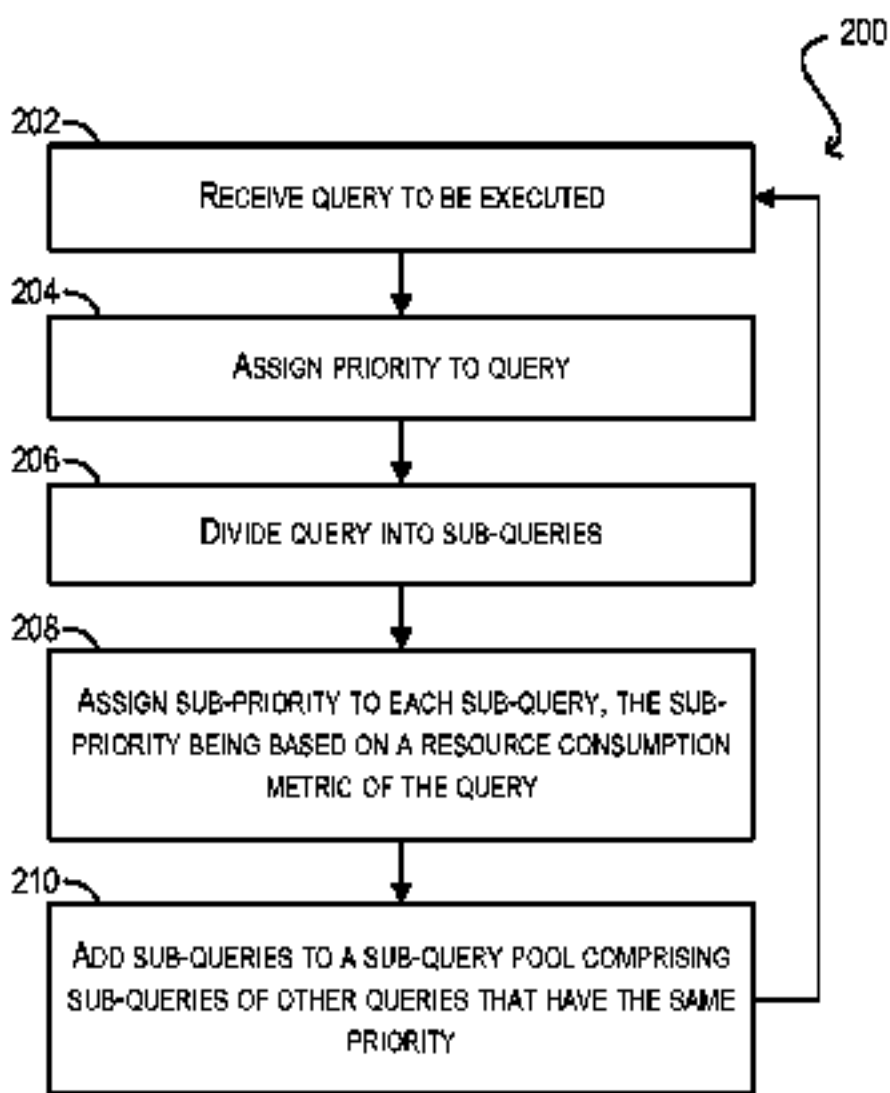 200
202
RECEIVE QUERY TO BE EXECUTED
204
ASSIGN PRIORITY TO QUERY
206
DIVIDE QUERY INTO SUB-QUERIES
208
ASSIGN SUB-PRIORITY TO EACH SUB-QUERY, THE SUB-
PRIORITY BEING BASED ON A RESOURCE CONSUMPTION
METRIC OF THE QUERY
210
ADD SUB-QUERIES TO A SUB-QUERY POOL COMPRISING
SUB-QUERIES OF OTHER QUERIES THAT HAVE THE SAME
PRIORITY